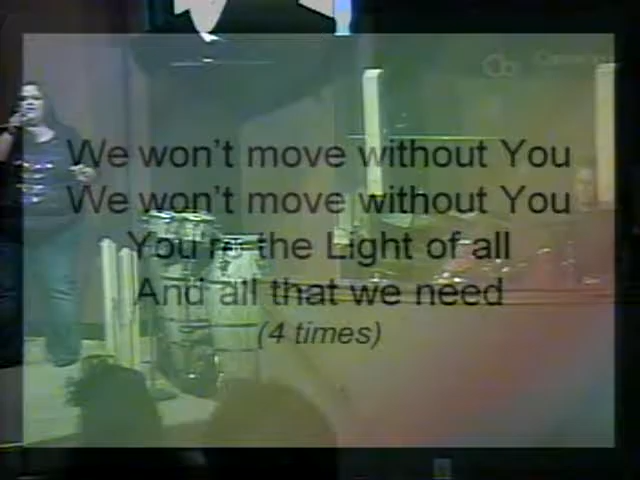 We won't move without You
We won't move without You
You're the Light of all
And all that we need
(4 times)